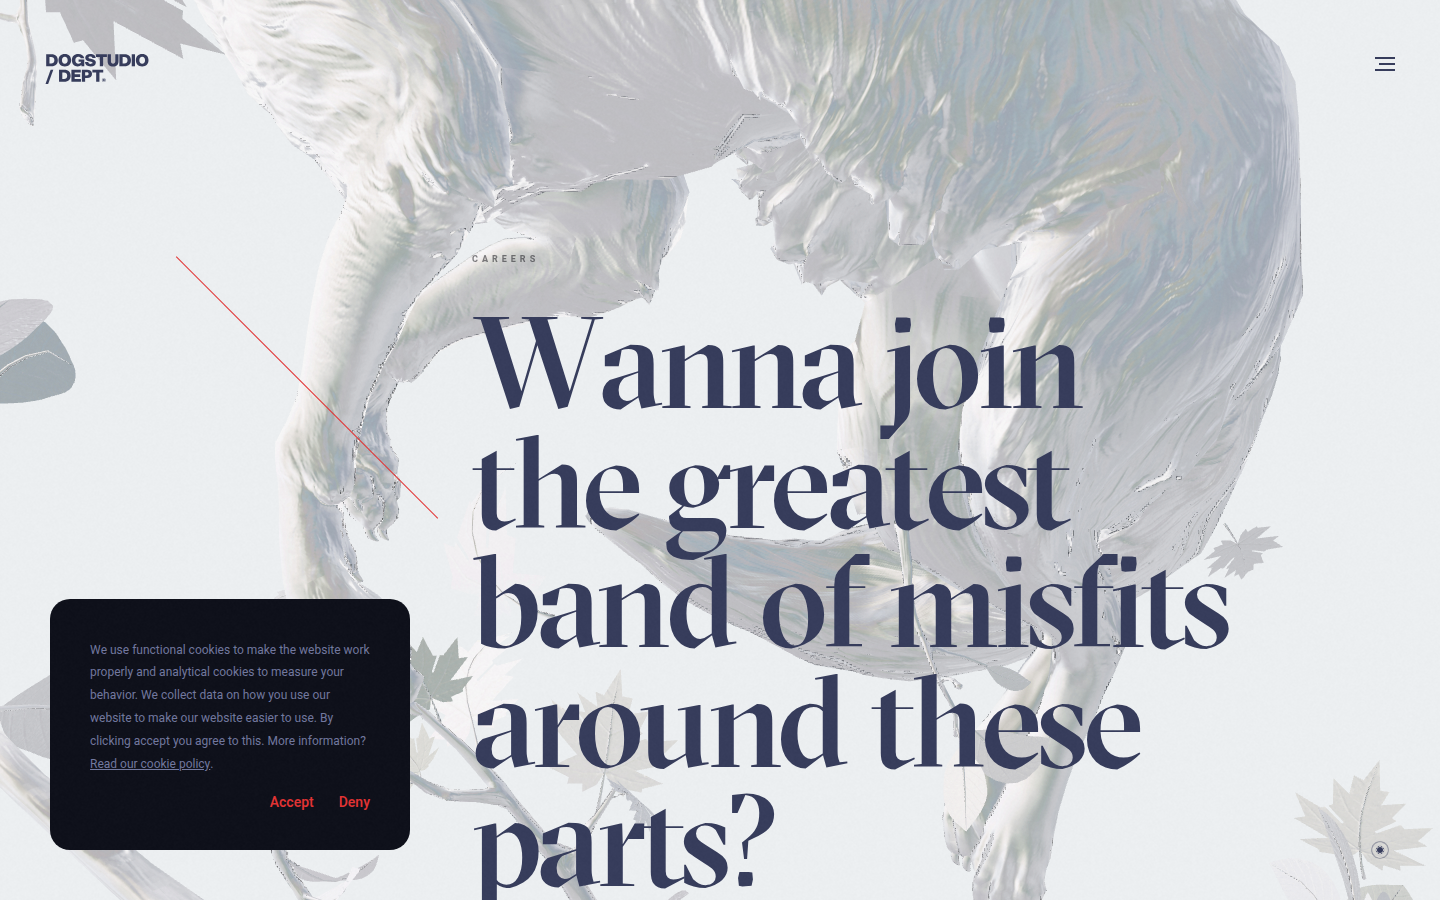 DOGSTUDIO
/ DEPT.
CAREERS
Wanna join
the greatest
band of misfits
around these
parts?
We use functional cookies to make the website work
properly and analytical cookies to measure your
behavior. We collect data on how you use our
website to make our website easier to use. By
clicking accept you agree to this. More information?
Read our cookie policy.
Accept Deny